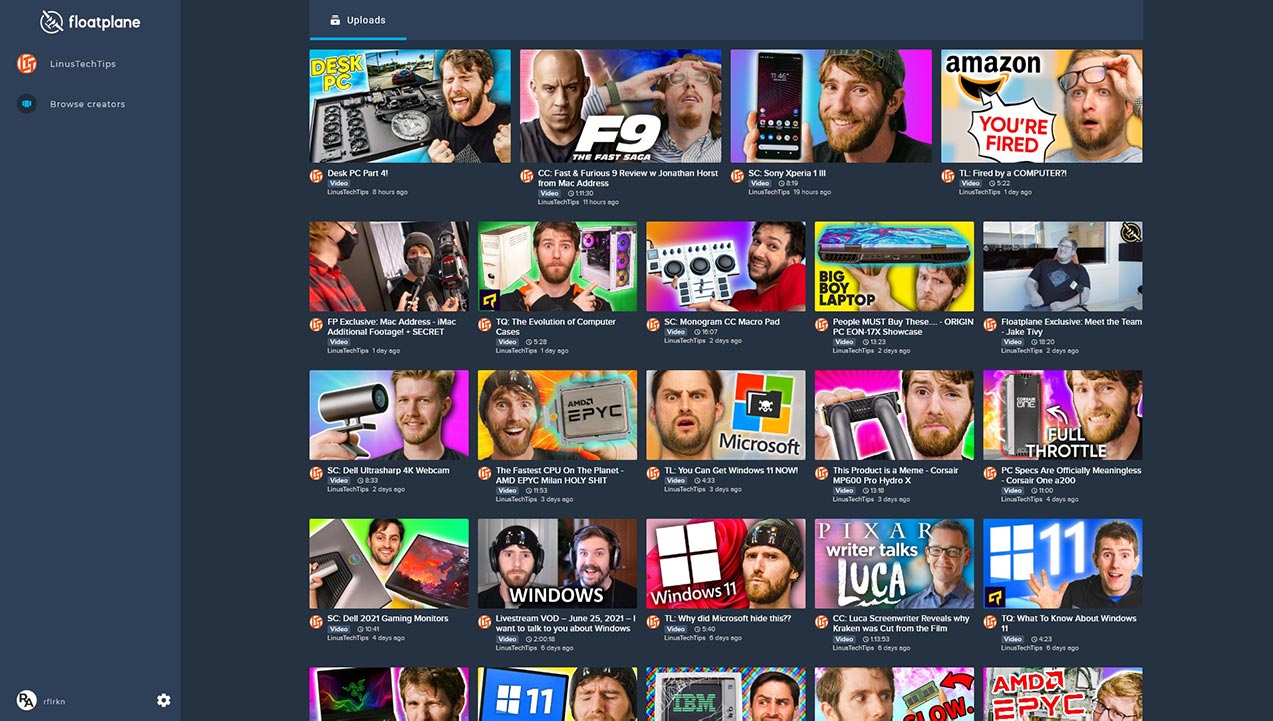 floatplane
LinusTechTips
Browse creators
Uploads
DESK
PC
F9
THE FAST SAGA
11:46
amazon
YOU'RE
FIRED
Desk PC Part 4!
Video
LinusTechTips 8 hours ago
CC: Fast & Furious 9 Review w Jonathan Horst
from Mac Address
Video 1:11:30
LinusTechTips 11 hours ago
SC: Sony Xperia 1 III
Video 8:19
LinusTechTips 19 hours ago
TL: Fired by a COMPUTER?!
Video 5:22
LinusTechTips 1 day ago
BIG
BOY
LAPTOP
FP Exclusive: Mac Address - iMac
Additional Footage! + SECRET
Video
LinusTechTips 1 day ago
TQ: The Evolution of Computer
Cases
Video 5:28
LinusTechTips 1 day ago
SC: Monogram CC Macro Pad
Video 16:07
LinusTechTips 2 days ago
People MUST Buy These.... - ORIGIN
PC EON-17X Showcase
Video 13:23
LinusTechTips 2 days ago
Floatplane Exclusive: Meet the Team
- Jake Tivy
Video 18:20
LinusTechTips 2 days ago
AMD
EPYC
Microsoft
CORSAIR
ONE
FULL
THROTTLE
SC: Dell Ultrasharp 4K Webcam
Video 8:33
LinusTechTips 2 days ago
The Fastest CPU On The Planet -
AMD EPYC Milan HOLY SHIT
Video 11:53
LinusTechTips 3 days ago
TL: You Can Get Windows 11 NOW!
Video 4:33
LinusTechTips 3 days ago
This Product is a Meme - Corsair
MP600 Pro Hydro X
Video 13:18
LinusTechTips 3 days ago
PC Specs Are Officially Meaningless
- Corsair One a200
Video 11:00
LinusTechTips 4 days ago
WINDOWS
Windows 11
PIXAR
writer talks
LUCA
11
SC: Dell 2021 Gaming Monitors
Video 10:41
LinusTechTips 4 days ago
Livestream VOD – June 25, 2021 – I
want to talk to you about Windows
Video 2:00:18
LinusTechTips 6 days ago
TL: Why did Microsoft hide this??
Video 5:40
LinusTechTips 6 days ago
CC: Luca Screenwriter Reveals why
Kraken was Cut from the Film
Video 1:13:53
LinusTechTips 6 days ago
TQ: What To Know About Windows
11
Video 4:23
LinusTechTips 6 days ago
11
IBM
SLOW.
AMD
EPYC
RA
rflrkn